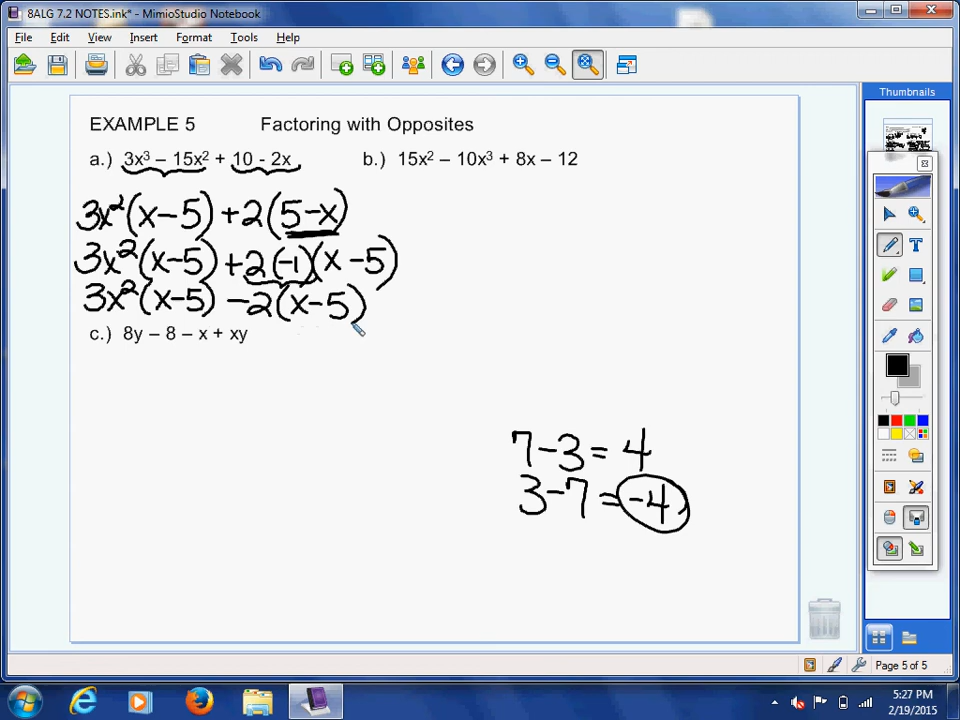 8ALG 7.2 NOTES.ink* - MimioStudio Notebook
File Edit View Insert Format Tools Help
Thumbnails
EXAMPLE 5 Factoring with Opposites
a.) 3x³ – 15x² + 10 - 2x b.) 15x² – 10x³ + 8x – 12
3x²(x–5) +2(5–x)
3x²(x–5) +2(-1)(x –5)
3x²(x–5) –2(x–5)
c.) 8y – 8 – x + xy
7–3= 4
3–7 = -4
Page 5 of 5
5:27 PM
2/19/2015